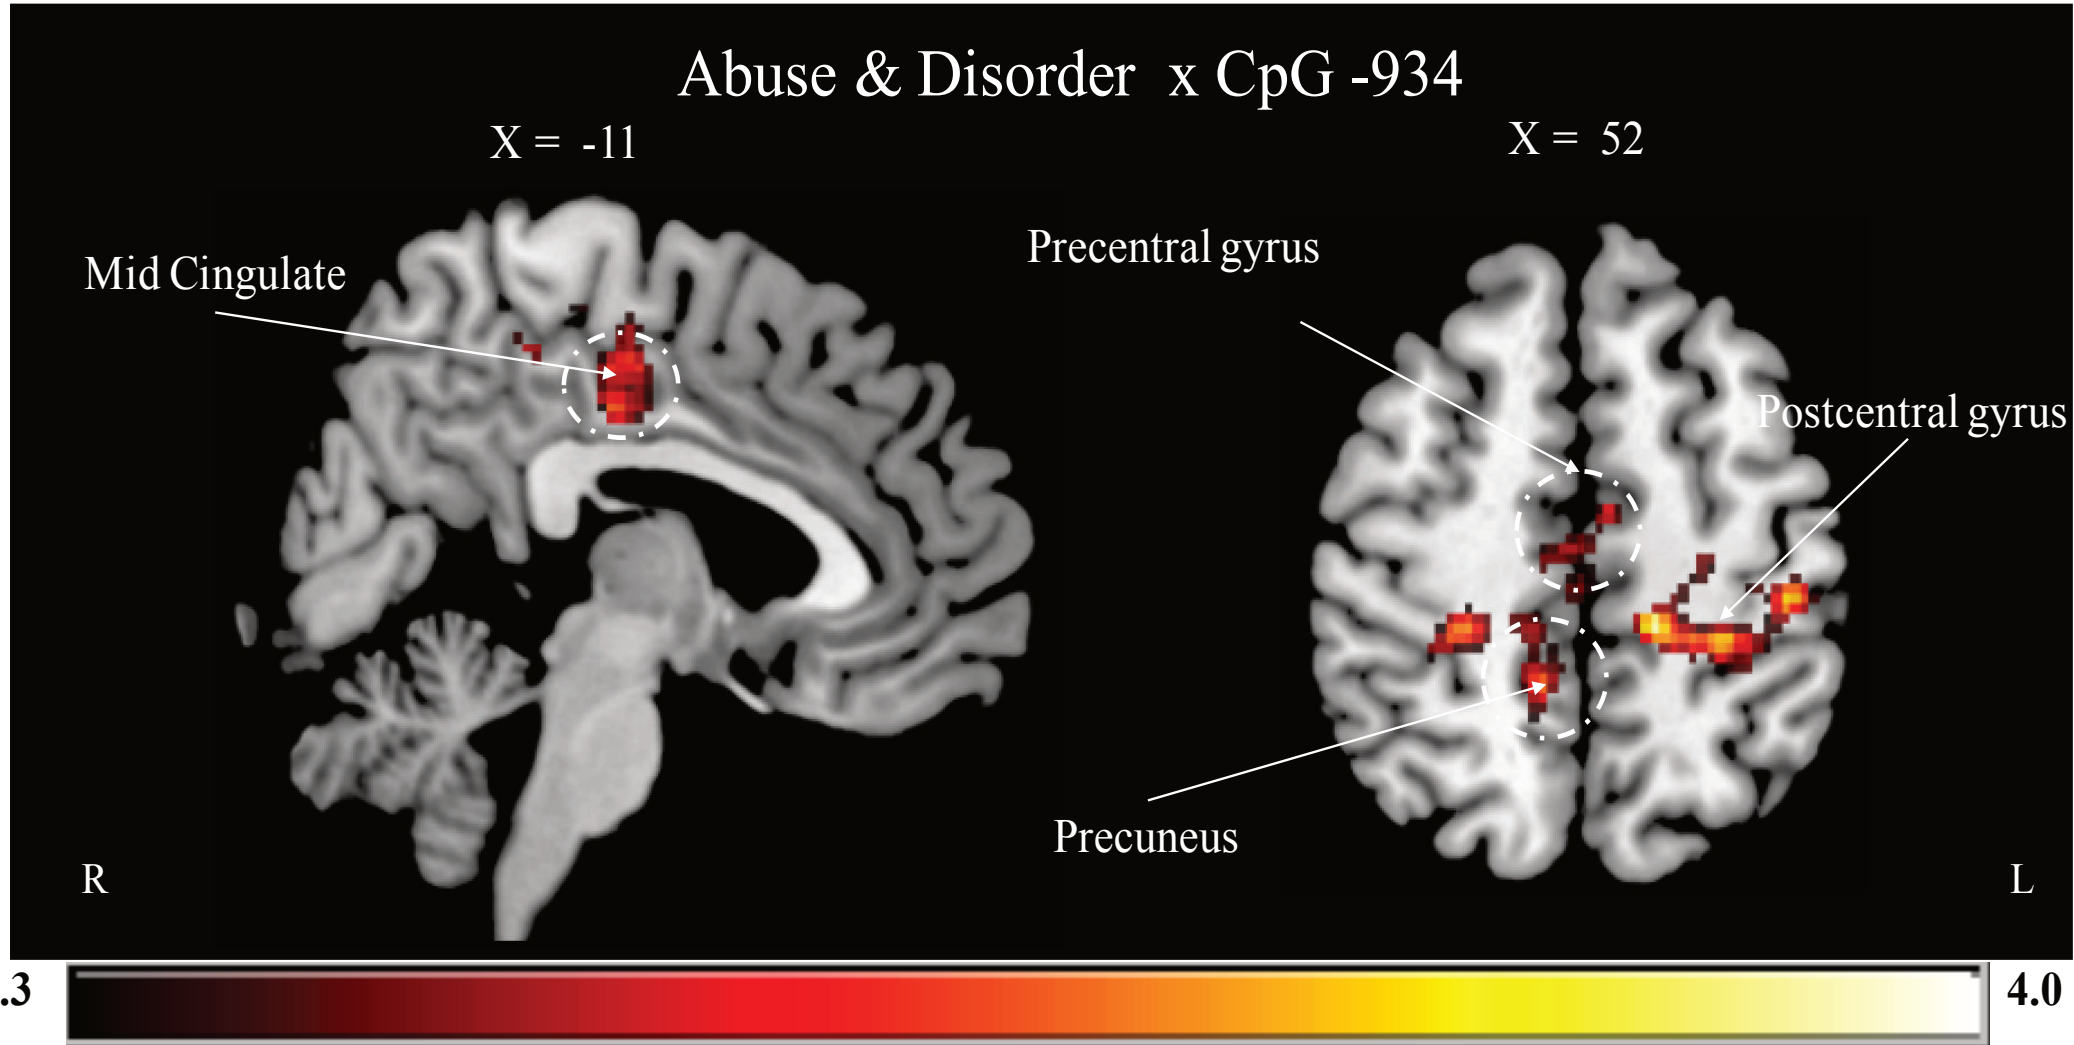 Abuse & Disorder x CpG -934
X = -11
X = 52
Precentral gyrus
Mid Cingulate
Postcentral gyrus
Precuneus
R
L
.3
4.0